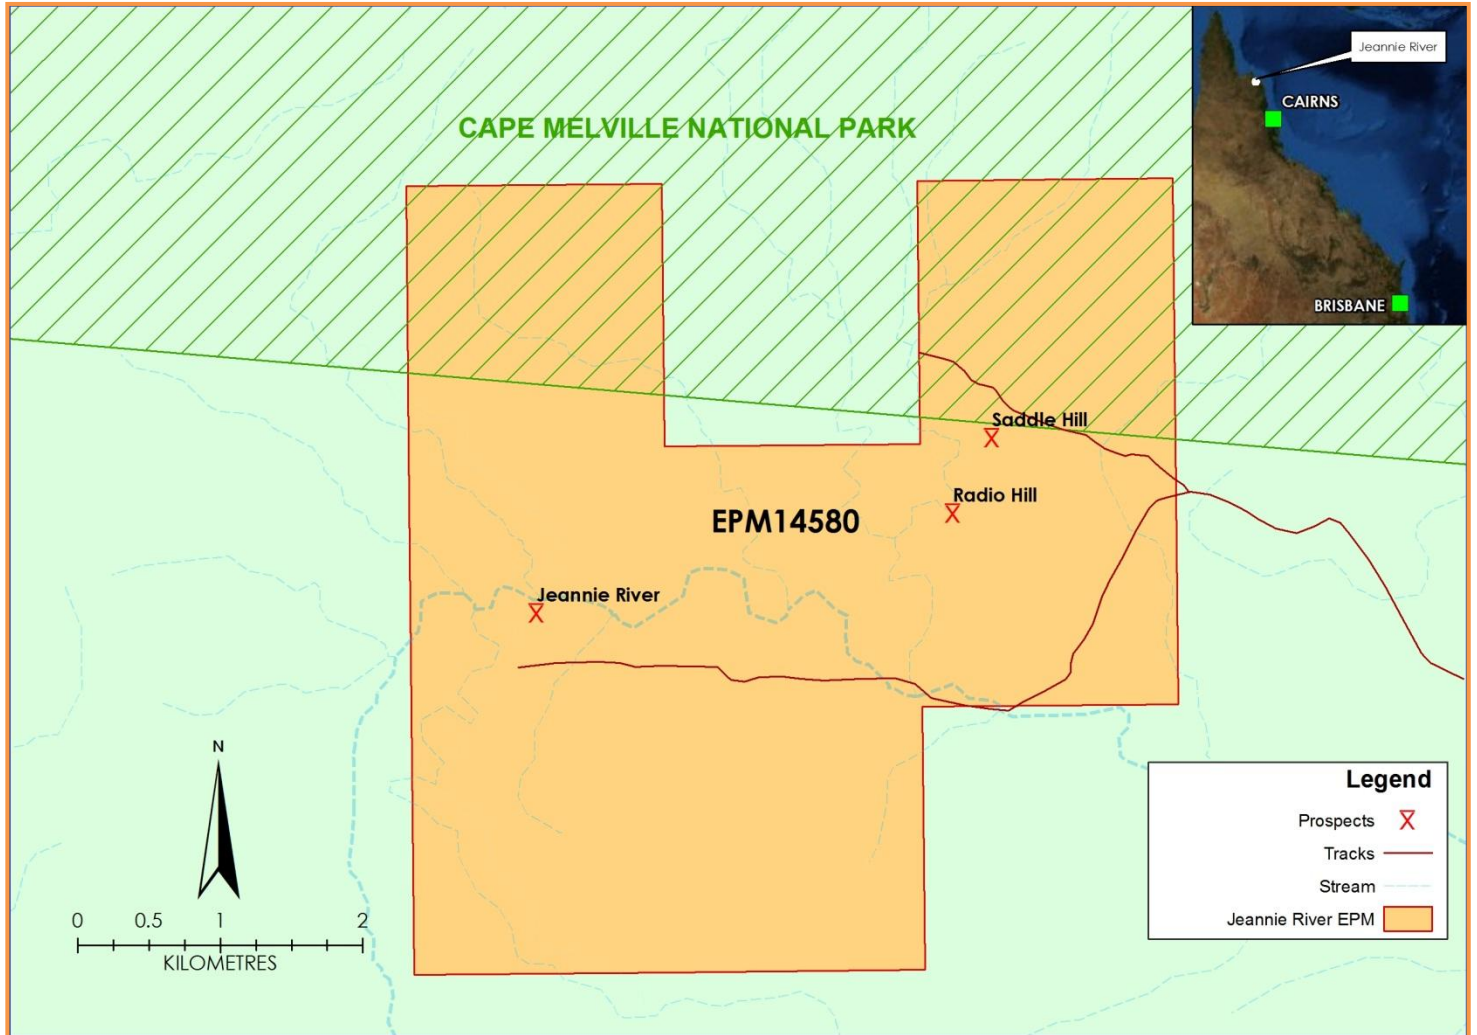 Jeannie River
CAIRNS
BRISBANE
CAPE MELVILLE NATIONAL PARK
Saddle Hill
Radio Hill
EPM14580
Jeannie River
N
0 0.5 1 2
KILOMETRES
Legend
Prospects
Tracks
Stream
Jeannie River EPM